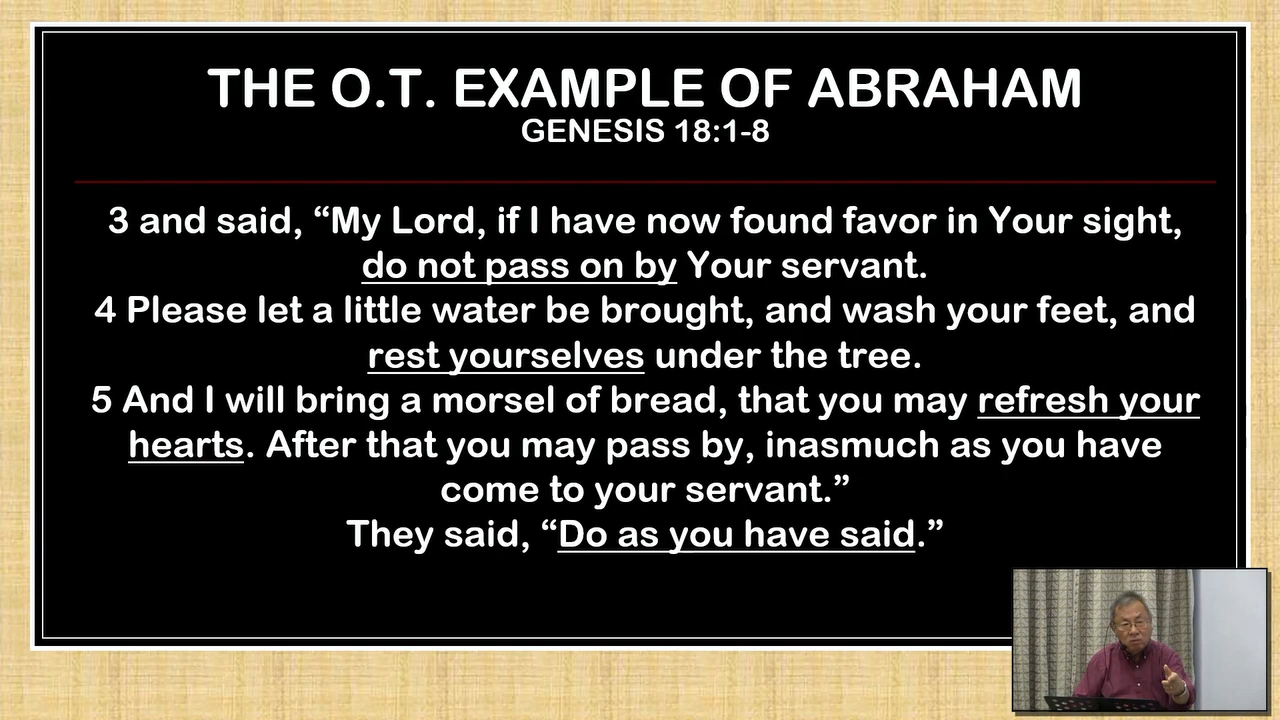 THE O.T. EXAMPLE OF ABRAHAM
GENESIS 18:1-8
3 and said, “My Lord, if I have now found favor in Your sight,
do not pass on by Your servant.
4 Please let a little water be brought, and wash your feet, and
rest yourselves under the tree.
5 And I will bring a morsel of bread, that you may refresh your
hearts. After that you may pass by, inasmuch as you have
come to your servant.”
They said, “Do as you have said.”